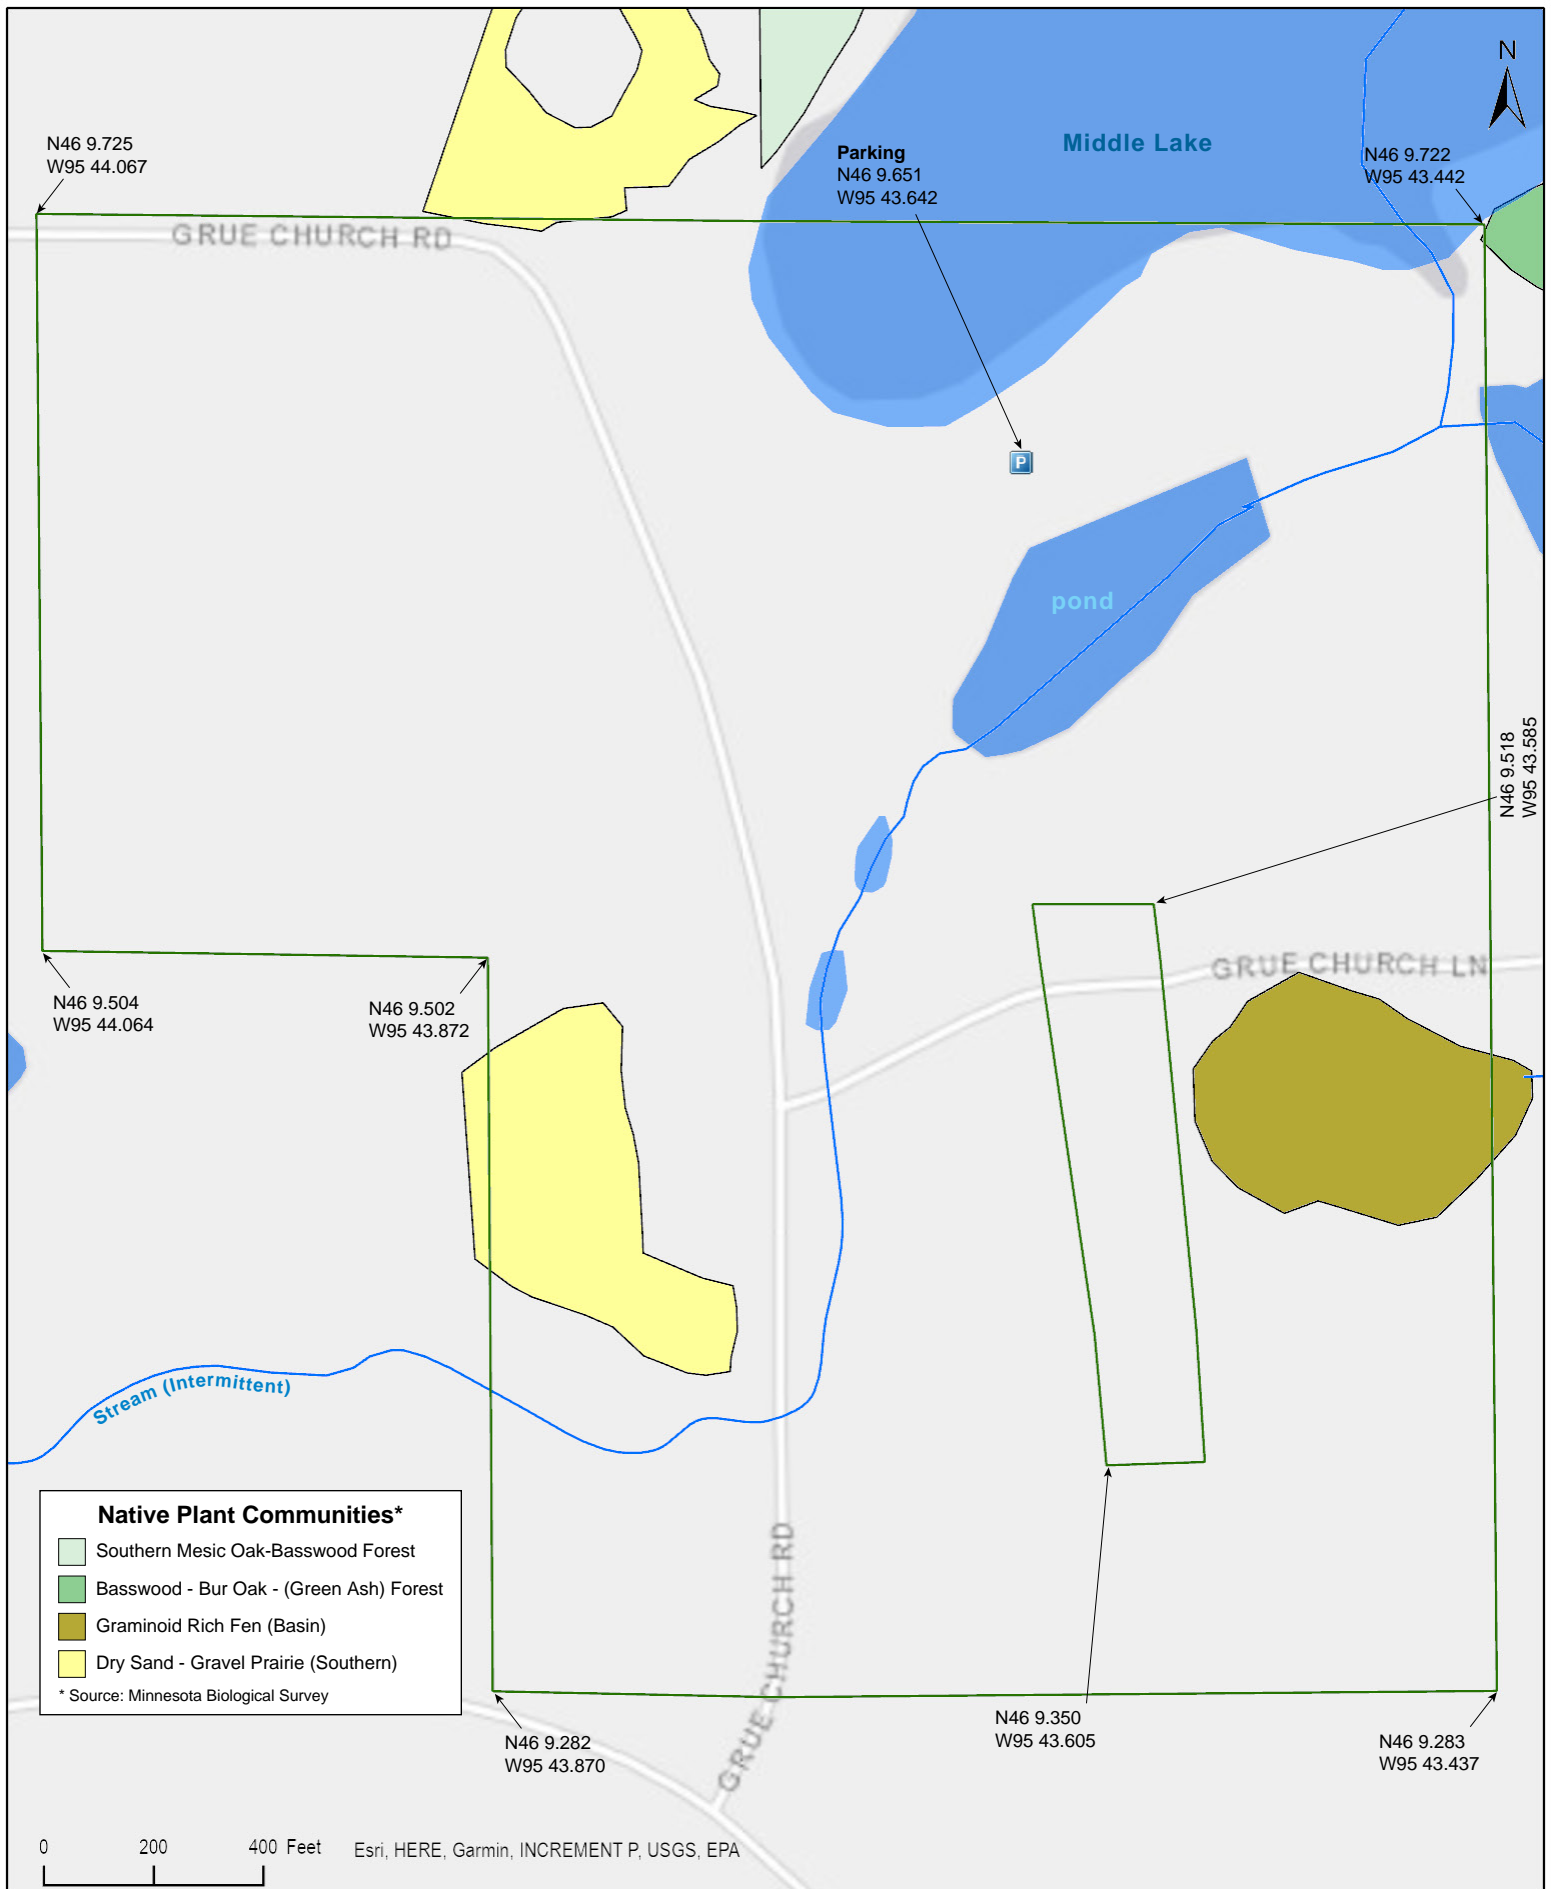 N
N46 9.725
W95 44.067
Middle Lake
Parking
N46 9.651
W95 43.642
N46 9.722
W95 43.442
GRUE CHURCH RD
P
pond
N46 9.518
W95 43.585
GRUE CHURCH LN
N46 9.504
W95 44.064
N46 9.502
W95 43.872
Stream (Intermittent)
Native Plant Communities*
Southern Mesic Oak-Basswood Forest
Basswood - Bur Oak - (Green Ash) Forest
Graminoid Rich Fen (Basin)
Dry Sand - Gravel Prairie (Southern)
* Source: Minnesota Biological Survey
GRUE CHURCH RD
N46 9.282
W95 43.870
N46 9.350
W95 43.605
N46 9.283
W95 43.437
0 200 400 Feet
Esri, HERE, Garmin, INCREMENT P, USGS, EPA